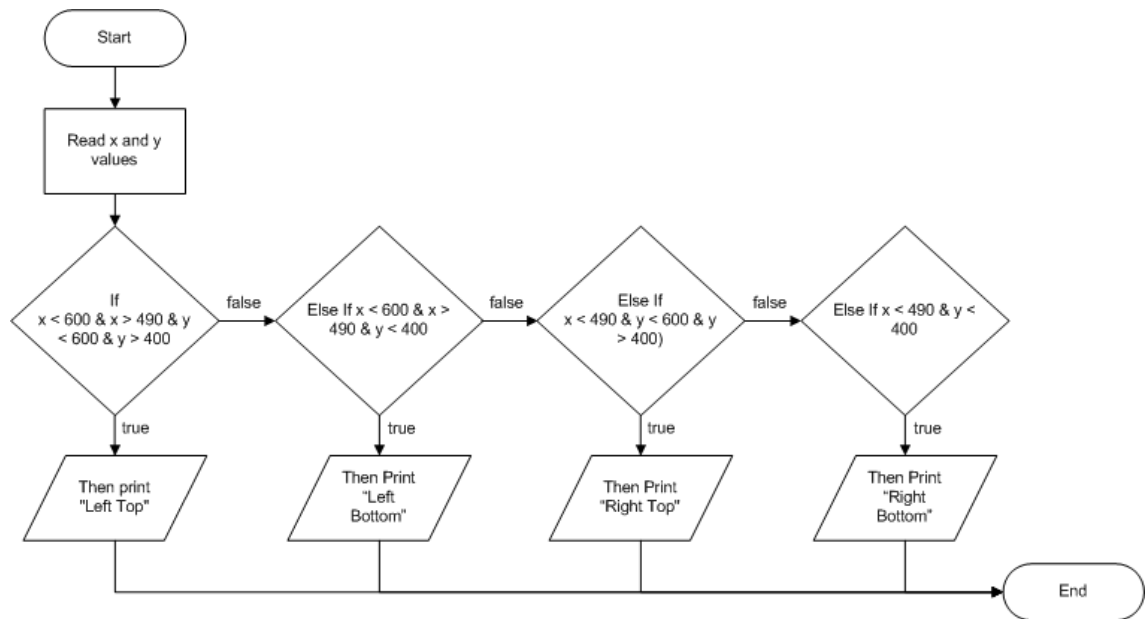 Start
Read x and y
values
If
x < 600 & x > 490 & y
< 600 & y > 400
false
Else If x < 600 & x >
490 & y < 400
false
Else If
x < 490 & y < 600 & y
> 400)
false
Else If x < 490 & y <
400
true
true
true
true
Then print
"Left Top"
Then Print
“Left
Bottom”
Then Print
“Right Top"
Then Print
“Right
Bottom”
End